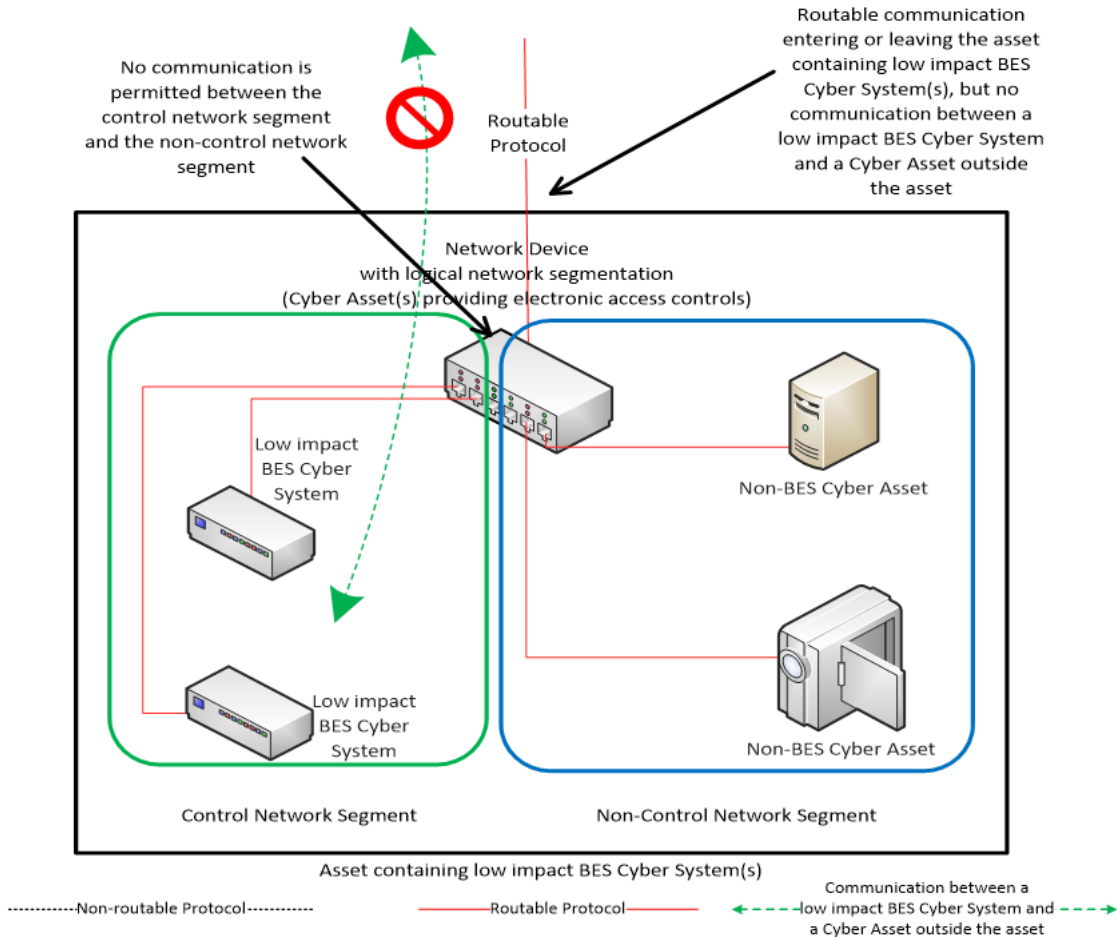 No communication is
permitted between the
control network segment
and the non-control network
segment
Routable
Protocol
Routable communication
entering or leaving the asset
containing low impact BES
Cyber System(s), but no
communication between a
low impact BES Cyber System
and a Cyber Asset outside
the asset
Network Device
with logical network segmentation
(Cyber Asset(s) providing electronic access controls)
Low impact
BES Cyber
System
Low impact
BES Cyber
System
Non-BES Cyber Asset
Non-BES Cyber Asset
Control Network Segment
Non-Control Network Segment
Asset containing low impact BES Cyber System(s)
Non-routable Protocol
Routable Protocol
Communication between a
low impact BES Cyber System and
a Cyber Asset outside the asset